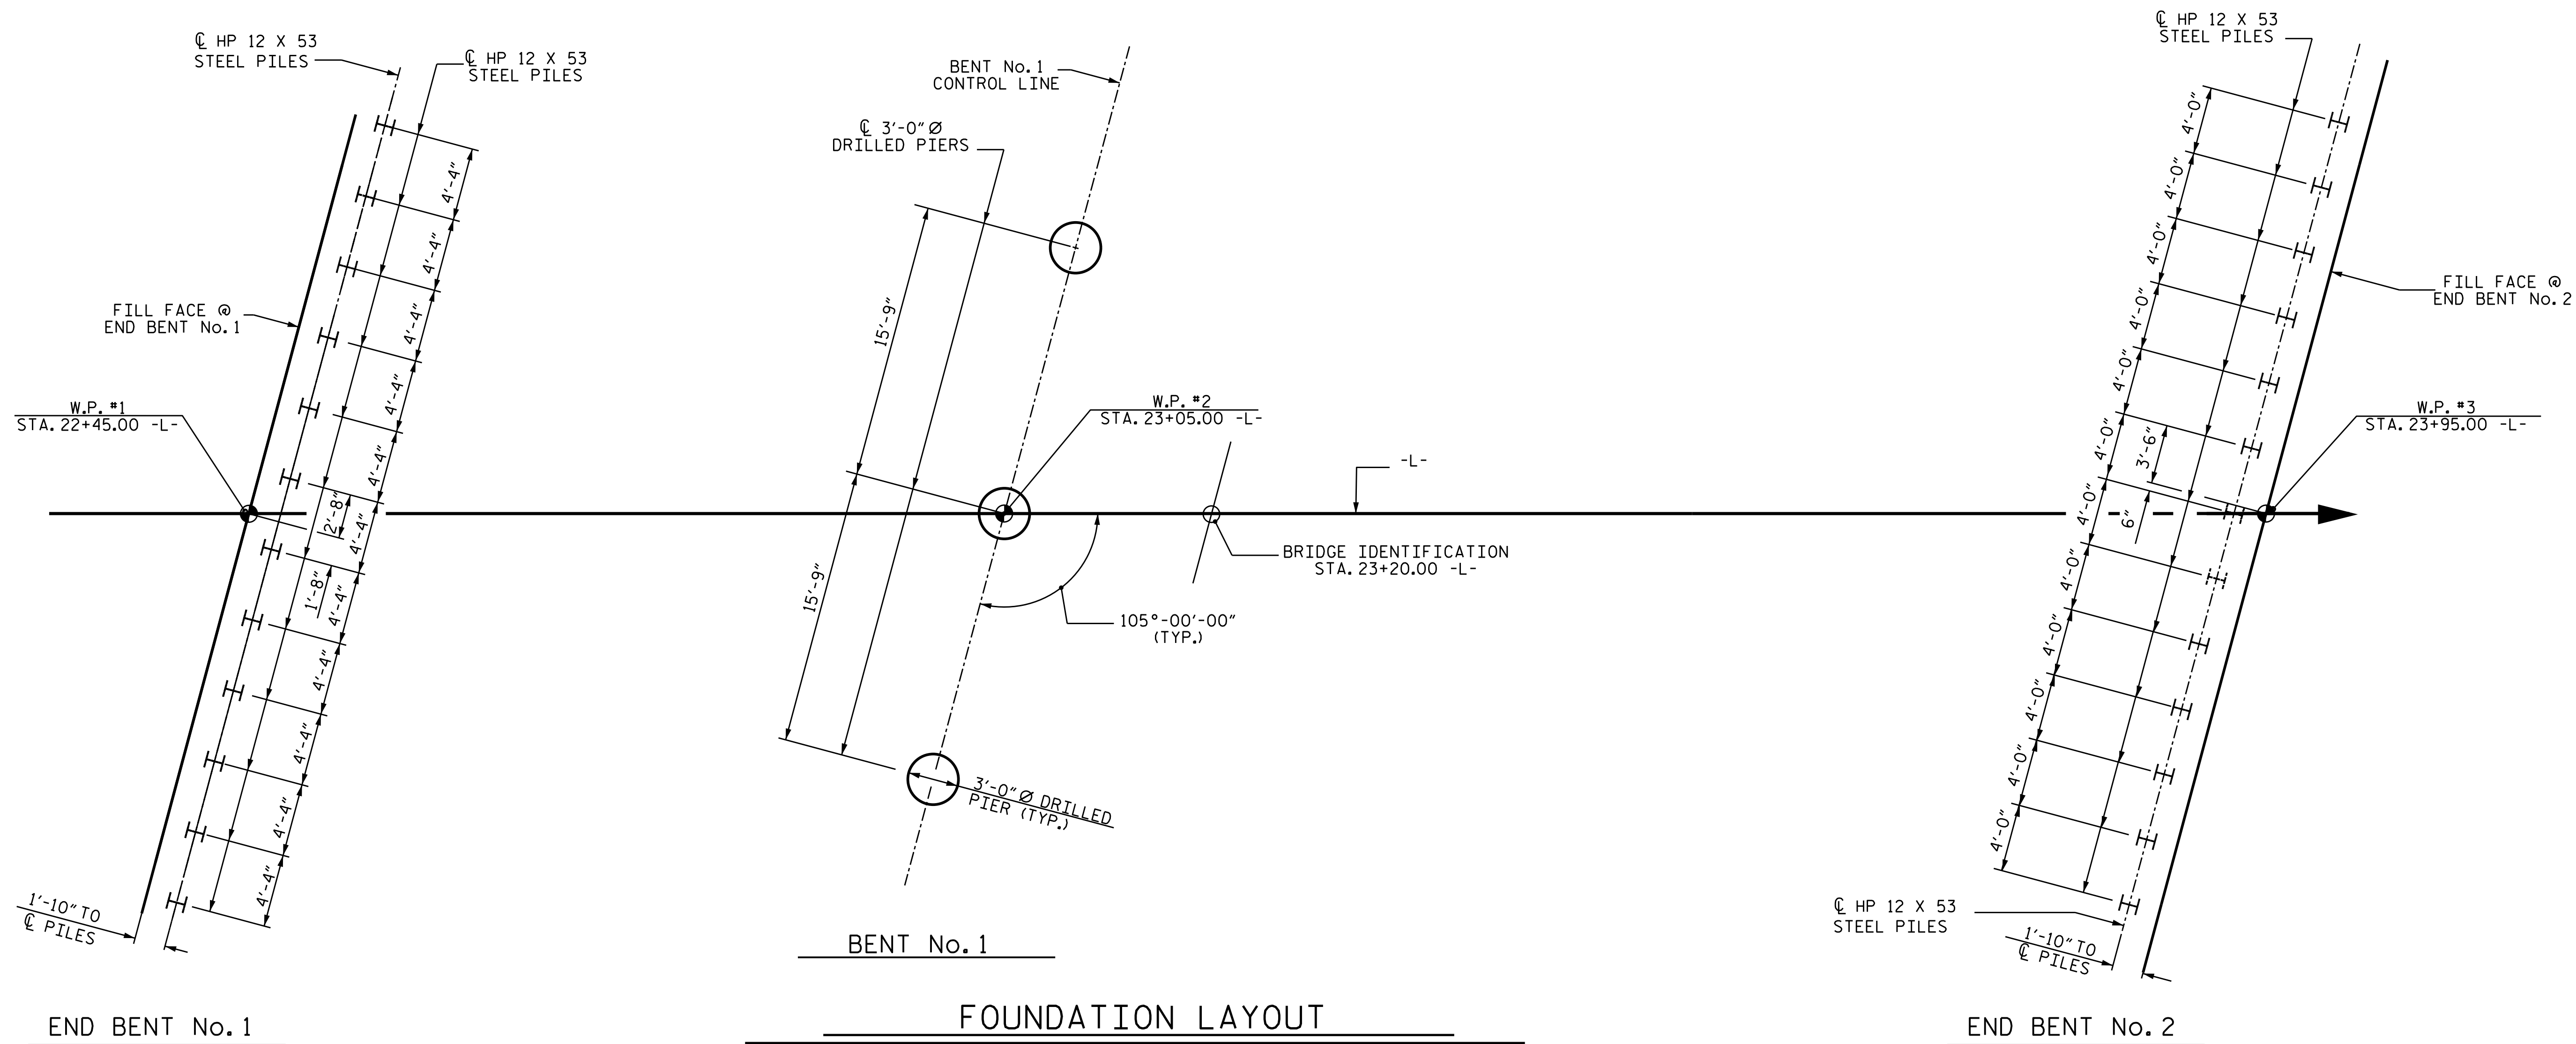 ℄ HP 12 X 53
STEEL PILES
℄ HP 12 X 53
STEEL PILES
4'-4"
4'-4"
4'-4"
4'-4"
4'-4"
4'-4"
4'-4"
4'-4"
4'-4"
4'-4"
4'-4"
2'-8"
1'-8"
FILL FACE @
END BENT No. 1
W.P. #1
STA. 22+45.00 -L-
1'-10" TO
℄ PILES
END BENT No. 1
BENT No. 1
CONTROL LINE
℄ 3'-0" Ø
DRILLED PIERS
15'-9"
15'-9"
W.P. #2
STA. 23+05.00 -L-
-L-
BRIDGE IDENTIFICATION
STA. 23+20.00 -L-
105°-00'-00"
(TYP.)
3'-0" Ø DRILLED
PIER (TYP.)
BENT No. 1
FOUNDATION LAYOUT
℄ HP 12 X 53
STEEL PILES
4'-0"
4'-0"
4'-0"
4'-0"
4'-0"
4'-0"
4'-0"
4'-0"
4'-0"
4'-0"
4'-0"
4'-0"
3'-6"
6"
FILL FACE @
END BENT No. 2
W.P. #3
STA. 23+95.00 -L-
℄ HP 12 X 53
STEEL PILES
1'-10" TO
℄ PILES
END BENT No. 2